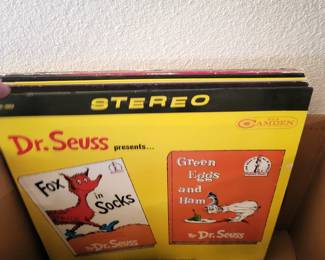 STEREO
CAMDEN
Dr. Seuss presents...
Fox
in
Socks
By Dr. Seuss
Green
Eggs
and
Ham
By Dr. Seuss